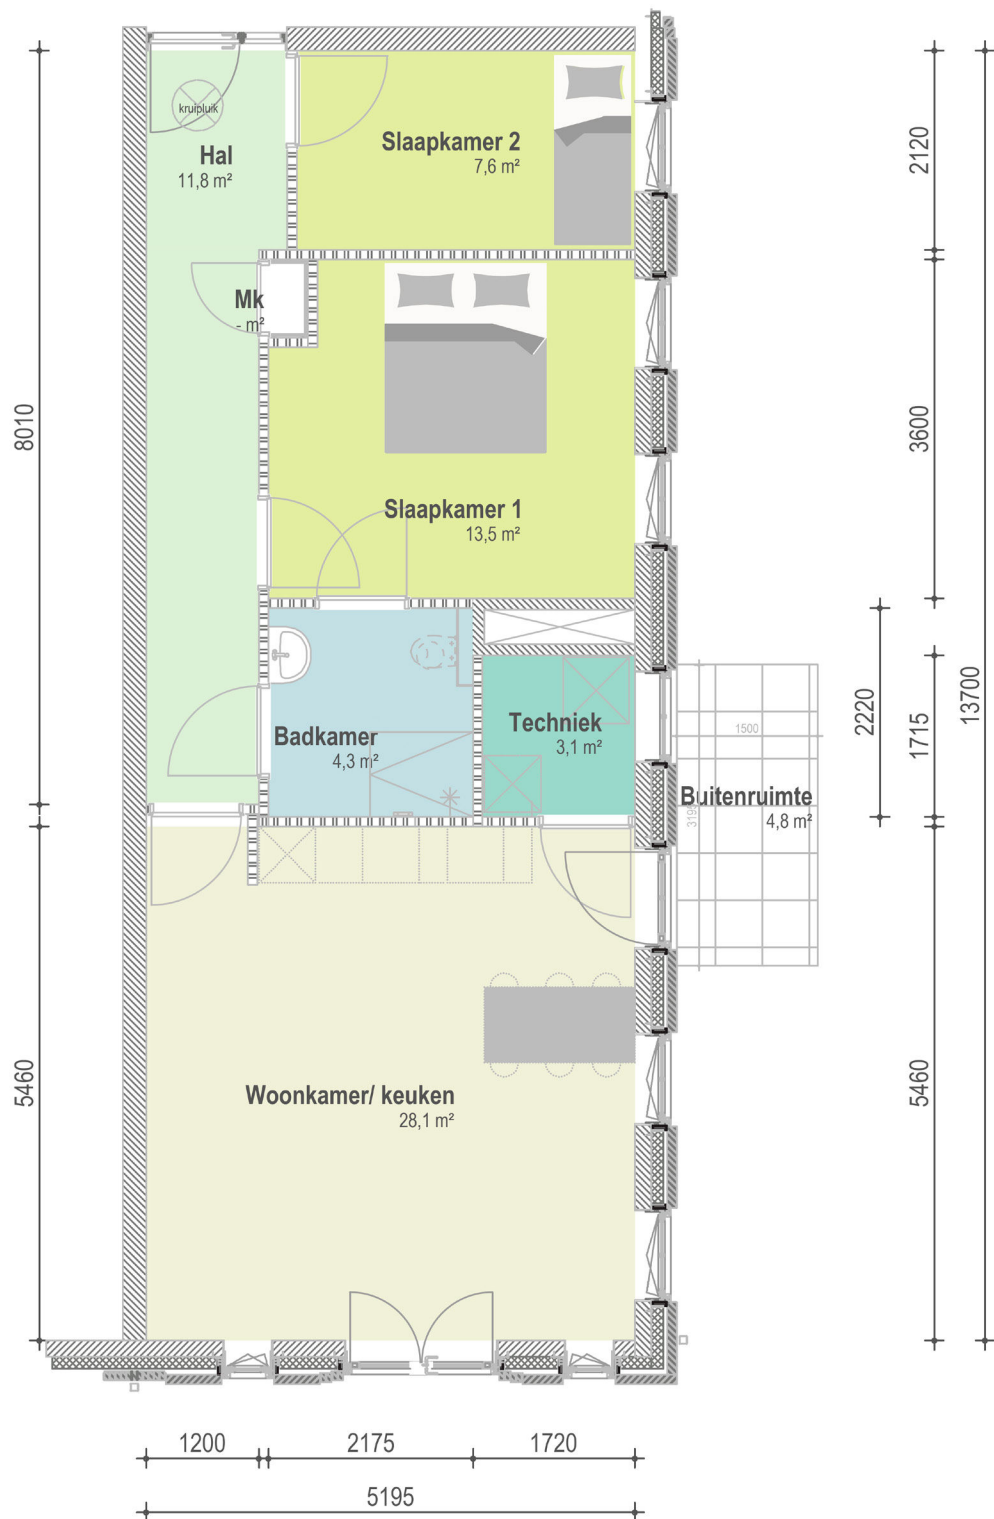 kruipluik
Hal
11,8 m²
Slaapkamer 2
7,6 m²
Mk
- m²
Slaapkamer 1
13,5 m²
Badkamer
4,3 m²
Techniek
3,1 m²
1500
3195
Buitenruimte
4,8 m²
Woonkamer/ keuken
28,1 m²
8010
5460
2120
3600
2220
1715
13700
5460
1200
2175
1720
5195